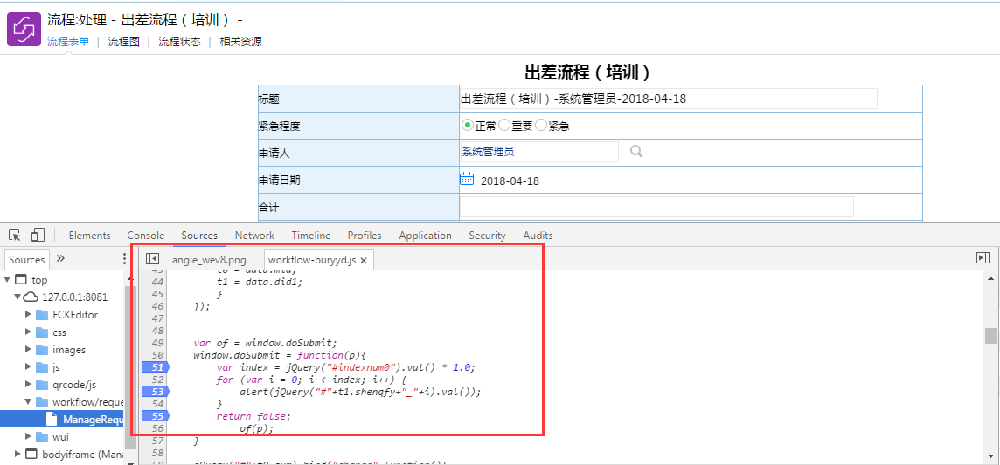 流程:处理 - 出差流程（培训） -
流程表单 | 流程图 | 流程状态 | 相关资源
出差流程（培训）
标题 出差流程（培训）-系统管理员-2018-04-18
紧急程度 正常 重要 紧急
申请人 系统管理员
申请日期 2018-04-18
合计
Elements Console Sources Network Timeline Profiles Application Security Audits
Sources » angle_wev8.png workflow-buryyd.js ×
top
127.0.0.1:8081
FCKEditor
css
images
js
qrcode/js
workflow/reque
ManageRequ
wui
bodyiframe (Mana
44 t1 = data.did1;
45 }
46 });
47
48
49 var of = window.doSubmit;
50 window.doSubmit = function(p){
51 var index = jQuery("#indexnum0").val() * 1.0;
52 for (var i = 0; i < index; i++) {
53 alert(jQuery("#"+t1.shenqfy+"_"+i).val());
54 }
55 return false;
56 of(p);
57 }
58